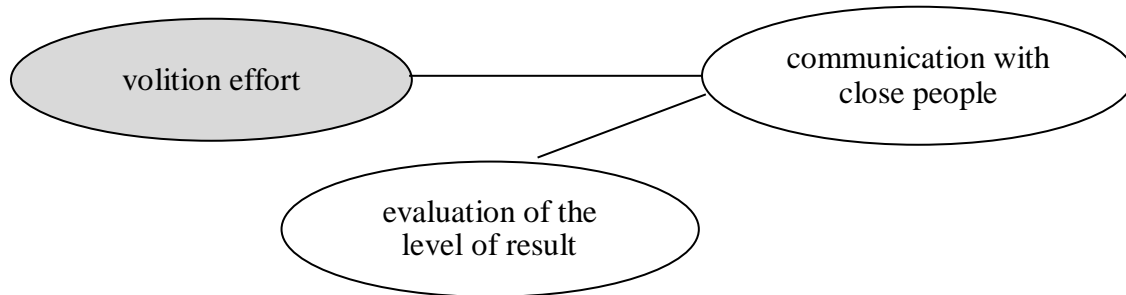 volition effort
communication with
close people
evaluation of the
level of result